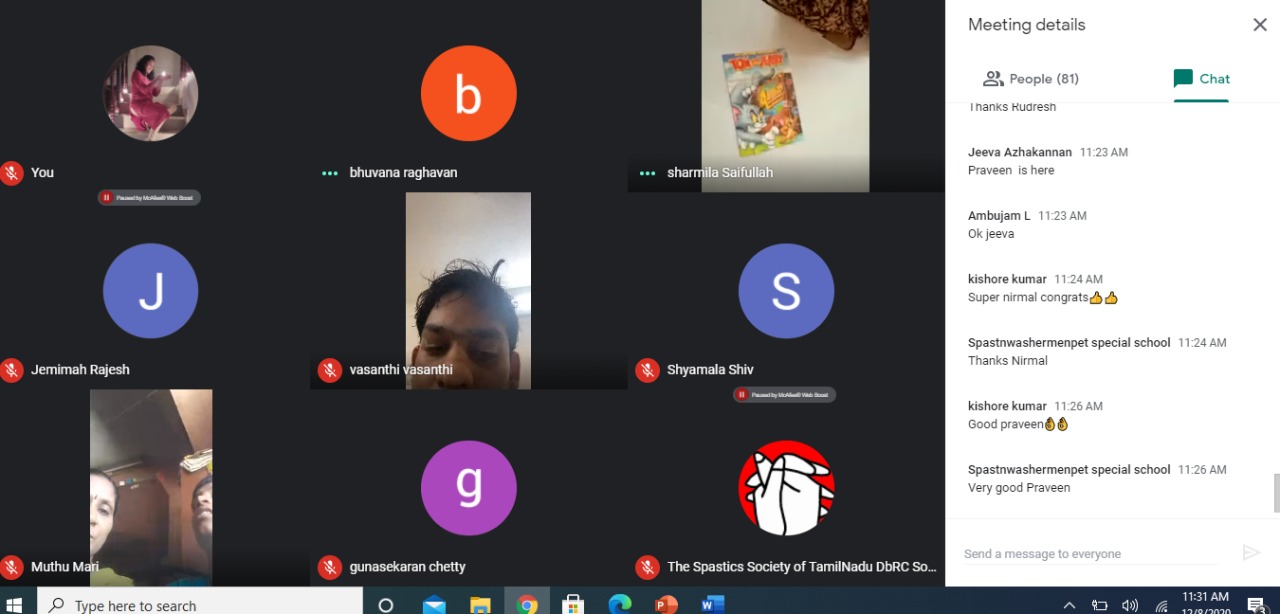 You
b
bhuvana raghavan
TOM and JERRY
sharmila Saifullah
Paused by McAfee® Web Boost
J
Jemimah Rajesh
vasanthi vasanthi
S
Shyamala Shiv
Paused by McAfee® Web Boost
Muthu Mari
g
gunasekaran chetty
The Spastics Society of TamilNadu DbRC So...
Meeting details
People (81)
Chat
Thanks Rudresh
Jeeva Azhakannan 11:23 AM
Praveen is here
Ambujam L 11:23 AM
Ok jeeva
kishore kumar 11:24 AM
Super nirmal congrats👍👍
Spastnwashermenpet special school 11:24 AM
Thanks Nirmal
kishore kumar 11:26 AM
Good praveen👌👌
Spastnwashermenpet special school 11:26 AM
Very good Praveen
Send a message to everyone
Type here to search
11:31 AM
12/8/2020
3